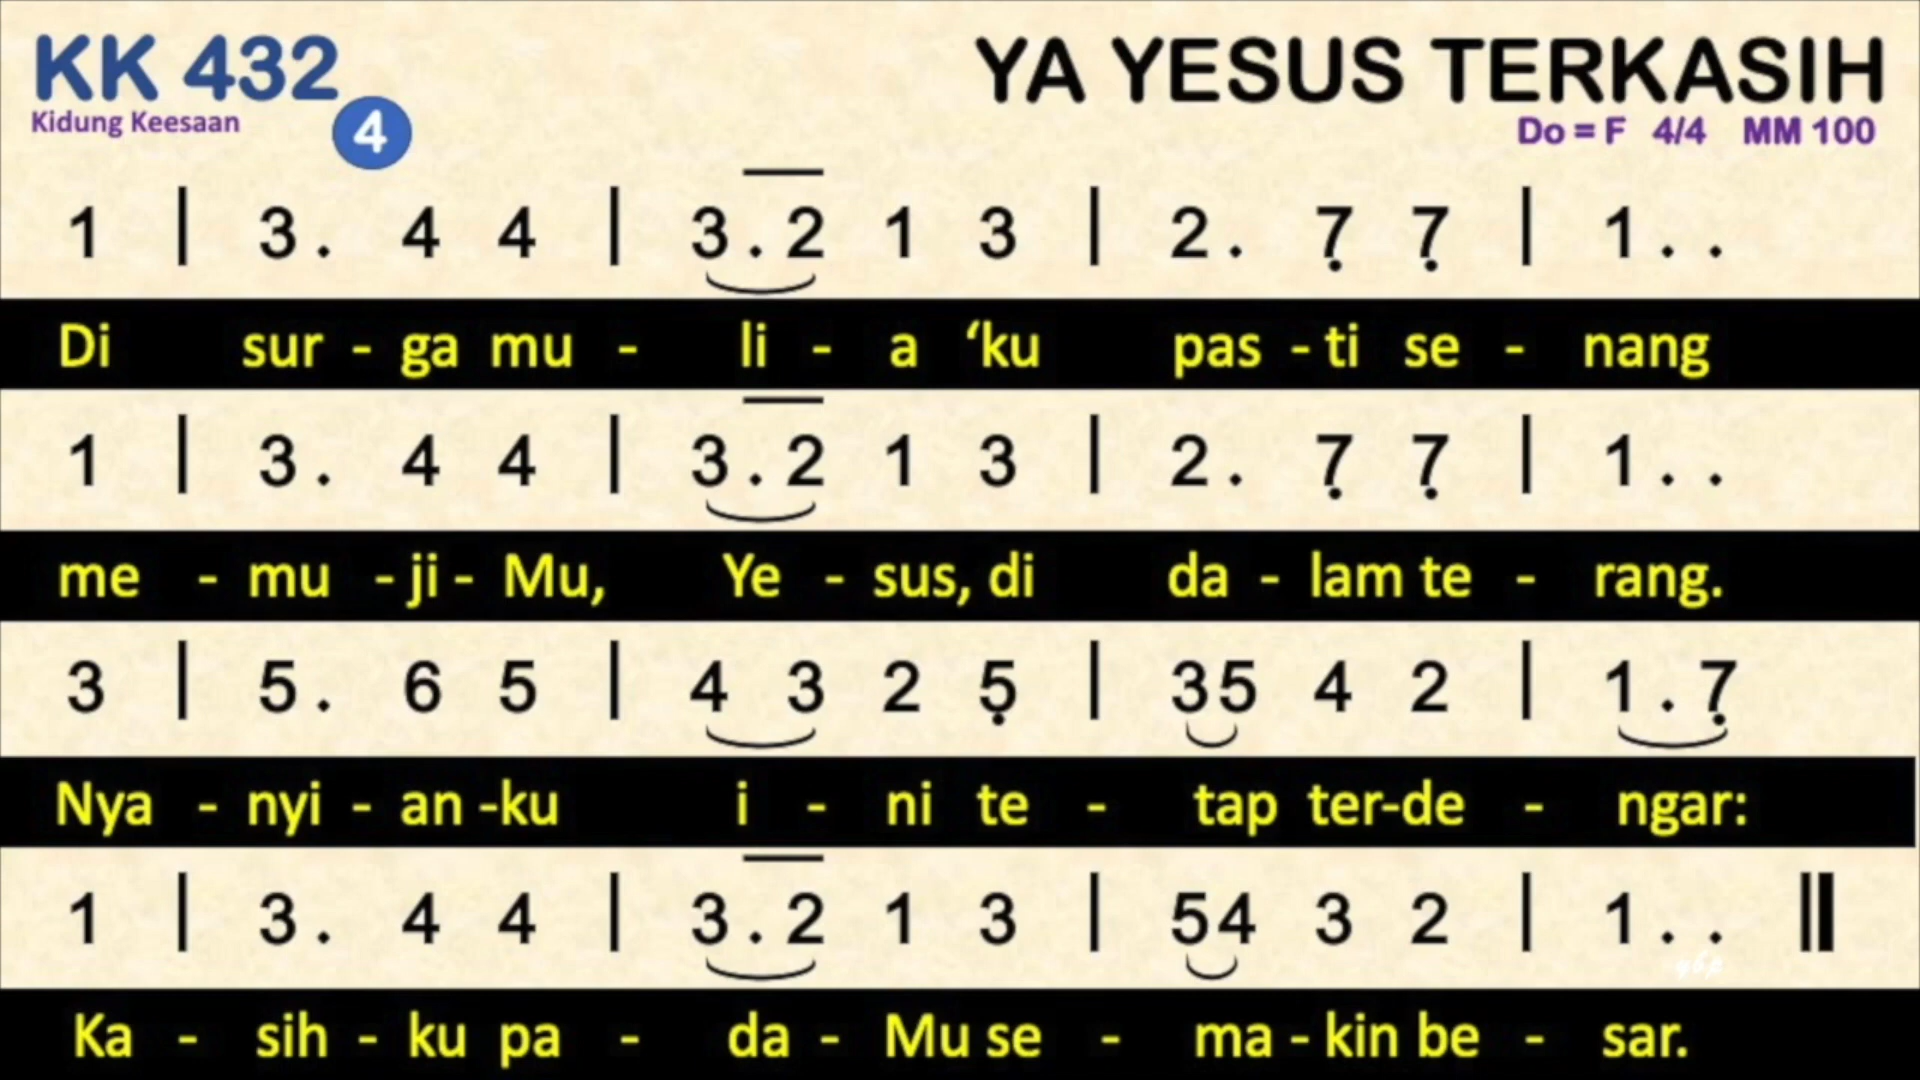 KK 432
YA YESUS TERKASIH
Kidung Keesaan
4
Do = F 4/4 MM 100
1 | 3 . 4 4 | 3 . 2 1 3 | 2 . 7̣ 7̣ | 1 . .
Di sur - ga mu - li - a ‘ku pas - ti se - nang
1 | 3 . 4 4 | 3 . 2 1 3 | 2 . 7̣ 7̣ | 1 . .
me - mu - ji - Mu, Ye - sus, di da - lam te - rang.
3 | 5 . 6 5 | 4 3 2 5̣ | 35 4 2 | 1 . 7̣
Nya - nyi - an -ku i - ni te - tap ter-de - ngar:
1 | 3 . 4 4 | 3 . 2 1 3 | 54 3 2 | 1 . . ||
Ka - sih - ku pa - da - Mu se - ma - kin be - sar.